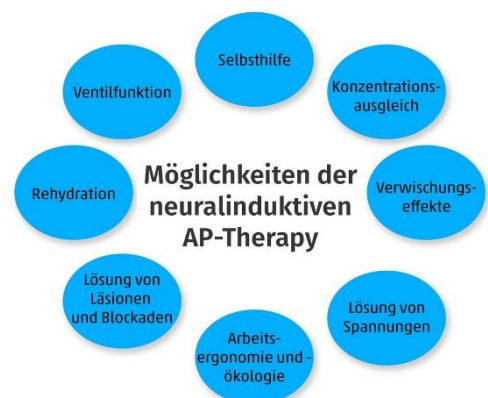 Selbsthilfe
Konzentrations-
ausgleich
Verwischungs-
effekte
Lösung von
Spannungen
Arbeits-
ergonomie und -
ökologie
Lösung von
Läsionen
und Blockaden
Rehydration
Ventilfunktion
Möglichkeiten der
neuralinduktiven
AP-Therapy